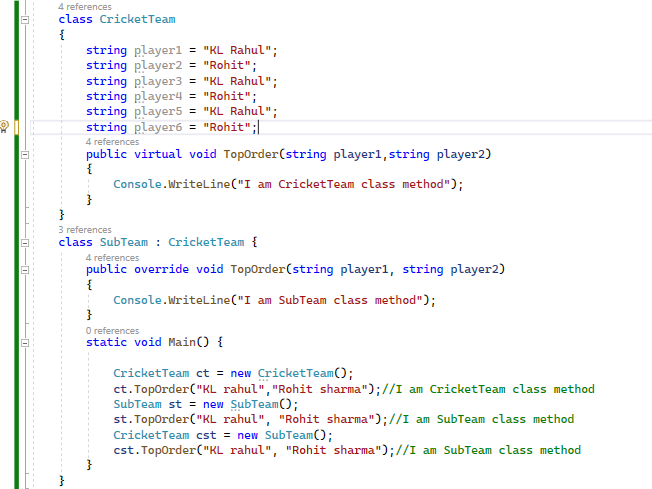 4 references
class CricketTeam
{
string player1 = "KL Rahul";
string player2 = "Rohit";
string player3 = "KL Rahul";
string player4 = "Rohit";
string player5 = "KL Rahul";
string player6 = "Rohit";
4 references
public virtual void TopOrder(string player1,string player2)
{
Console.WriteLine("I am CricketTeam class method");
}
}
3 references
class SubTeam : CricketTeam {
4 references
public override void TopOrder(string player1, string player2)
{
Console.WriteLine("I am SubTeam class method");
}
0 references
static void Main() {
CricketTeam ct = new CricketTeam();
ct.TopOrder("KL rahul","Rohit sharma");//I am CricketTeam class method
SubTeam st = new SubTeam();
st.TopOrder("KL rahul", "Rohit sharma");//I am SubTeam class method
CricketTeam cst = new SubTeam();
cst.TopOrder("KL rahul", "Rohit sharma");//I am SubTeam class method
}
}